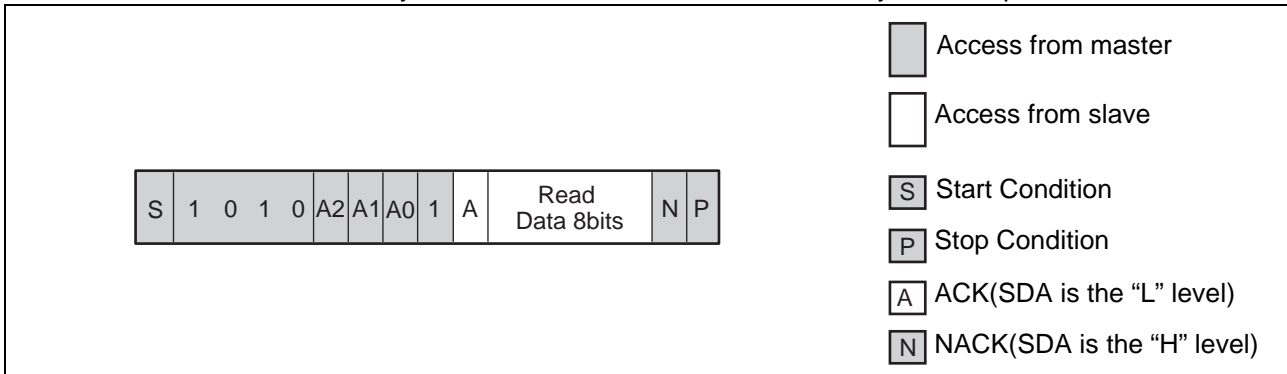 S 1 0 1 0 A2 A1 A0 1 A Read Data 8bits N P
Access from master
Access from slave
S Start Condition
P Stop Condition
A ACK(SDA is the “L” level)
N NACK(SDA is the “H” level)